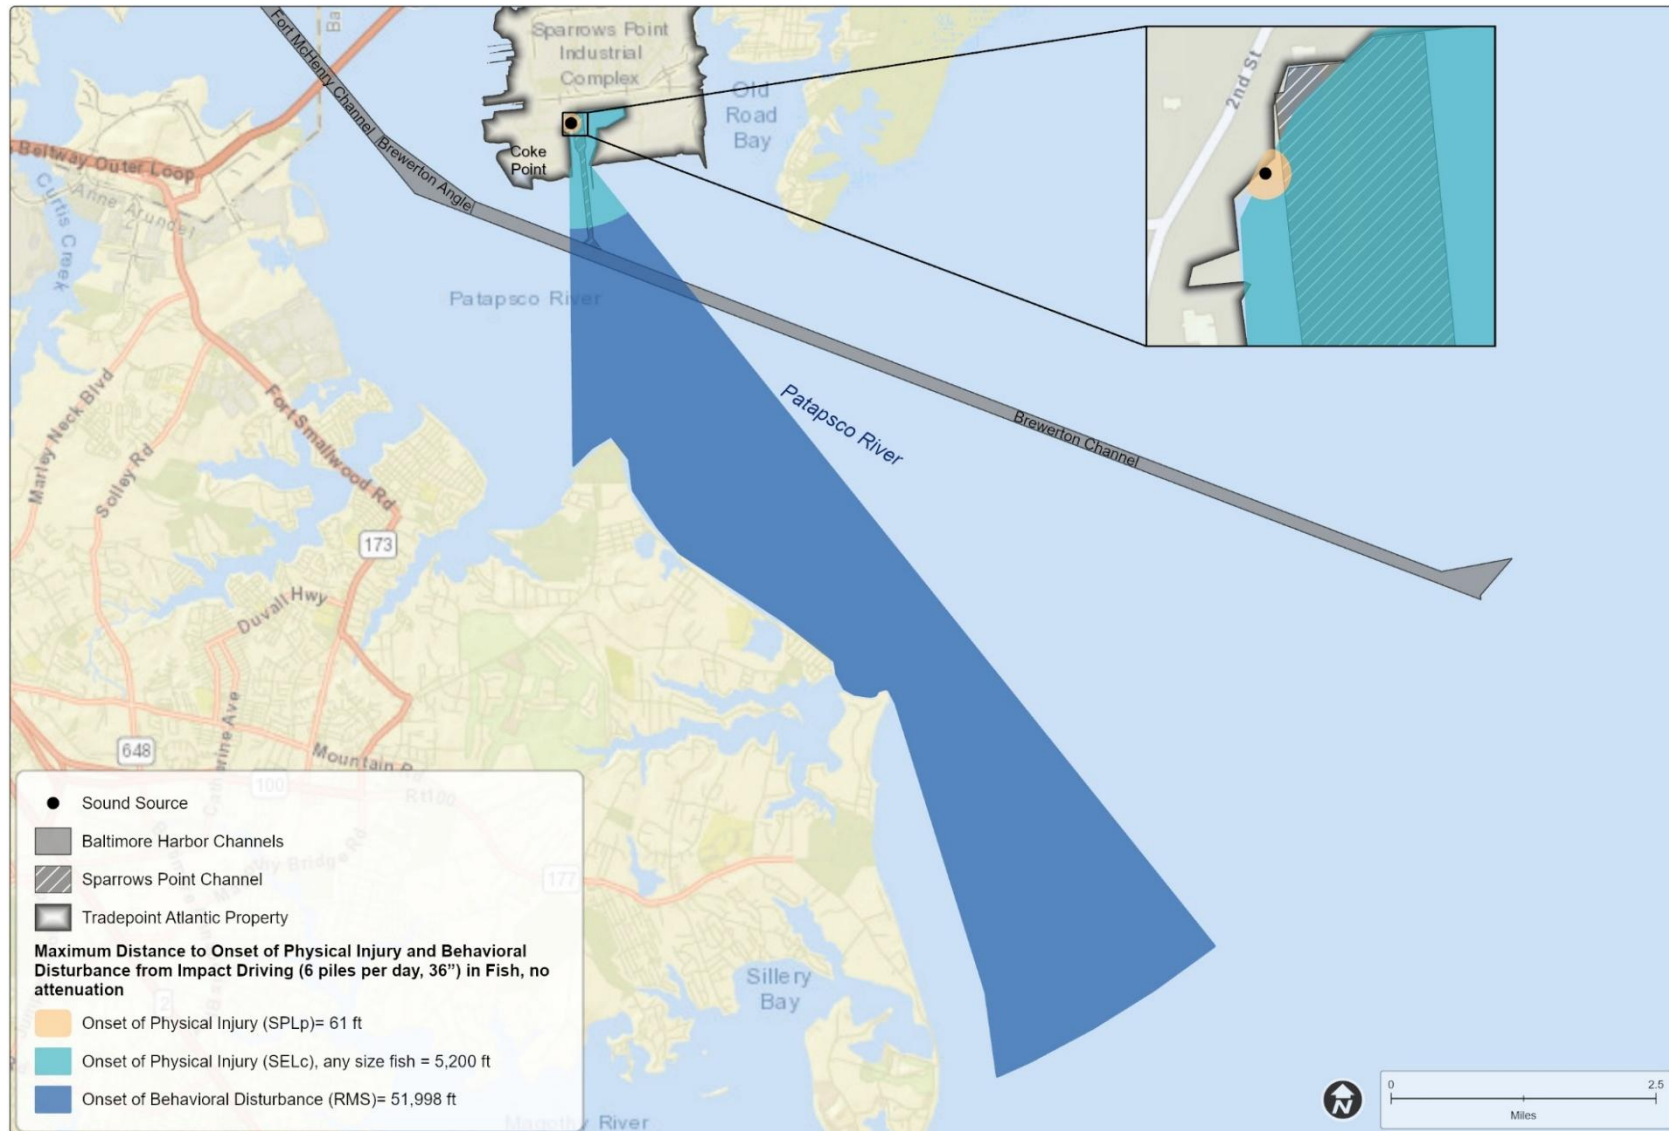 Fort McHenry Channel
Brewerton Angle
Sparrows Point
Industrial
Complex
Old
Road
Bay
Coke
Point
2nd St
Beltway Outer Loop
Anne Arundel
Curtis Creek
Patapsco River
Patapsco River
Brewerton Channel
Marley Neck Blvd
Solley Rd
Fort Smallwood Rd
173
Duvall Hwy
648
Mountain Rd
Rt100
100
177
Sillery
Bay
Magothy River
Sound Source
Baltimore Harbor Channels
Sparrows Point Channel
Tradepoint Atlantic Property
Maximum Distance to Onset of Physical Injury and Behavioral
Disturbance from Impact Driving (6 piles per day, 36”) in Fish, no
attenuation
Onset of Physical Injury (SPLp)= 61 ft
Onset of Physical Injury (SELc), any size fish = 5,200 ft
Onset of Behavioral Disturbance (RMS)= 51,998 ft
N
0 2.5
Miles